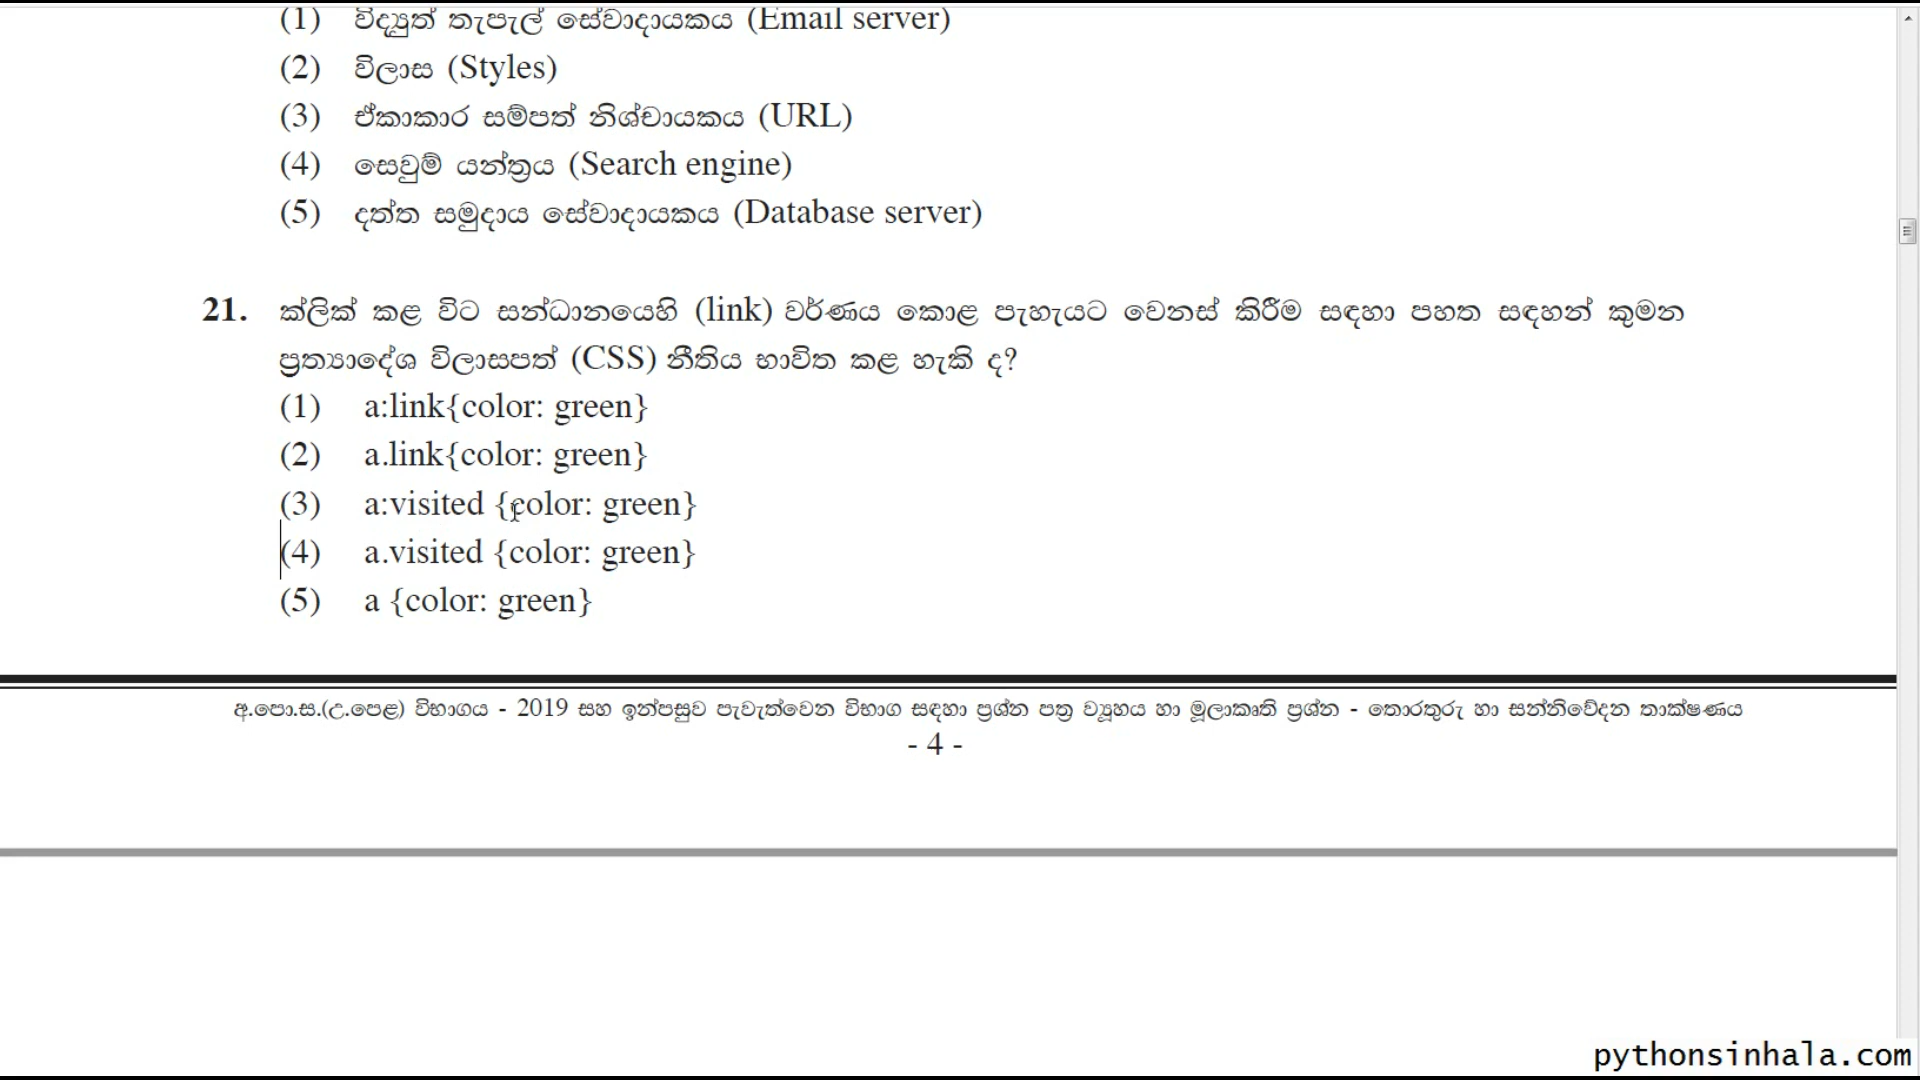 (1) විද්‍යුත් තැපැල් සේවාදායකය (Email server)
(2) විලාස (Styles)
(3) ඒකාකාර සම්පත් නිශ්චායකය (URL)
(4) සෙවුම් යන්ත්‍රය (Search engine)
(5) දත්ත සමුදාය සේවාදායකය (Database server)
21. ක්ලික් කළ විට සන්ධානයෙහි (link) වර්ණය කොළ පැහැයට වෙනස් කිරීම සඳහා පහත සඳහන් කුමන
ප්‍රත්‍යාදේශ විලාසපත් (CSS) නීතිය භාවිත කළ හැකි ද?
(1) a:link{color: green}
(2) a.link{color: green}
(3) a:visited {color: green}
(4) a.visited {color: green}
(5) a {color: green}
අ.පො.ස.(උ.පෙළ) විභාගය - 2019 සහ ඉන්පසුව පැවැත්වෙන විභාග සඳහා ප්‍රශ්න පත්‍ර ව්‍යූහය හා මූලාකෘති ප්‍රශ්න - තොරතුරු හා සන්නිවේදන තාක්ෂණය
- 4 -
pythonsinhala.com